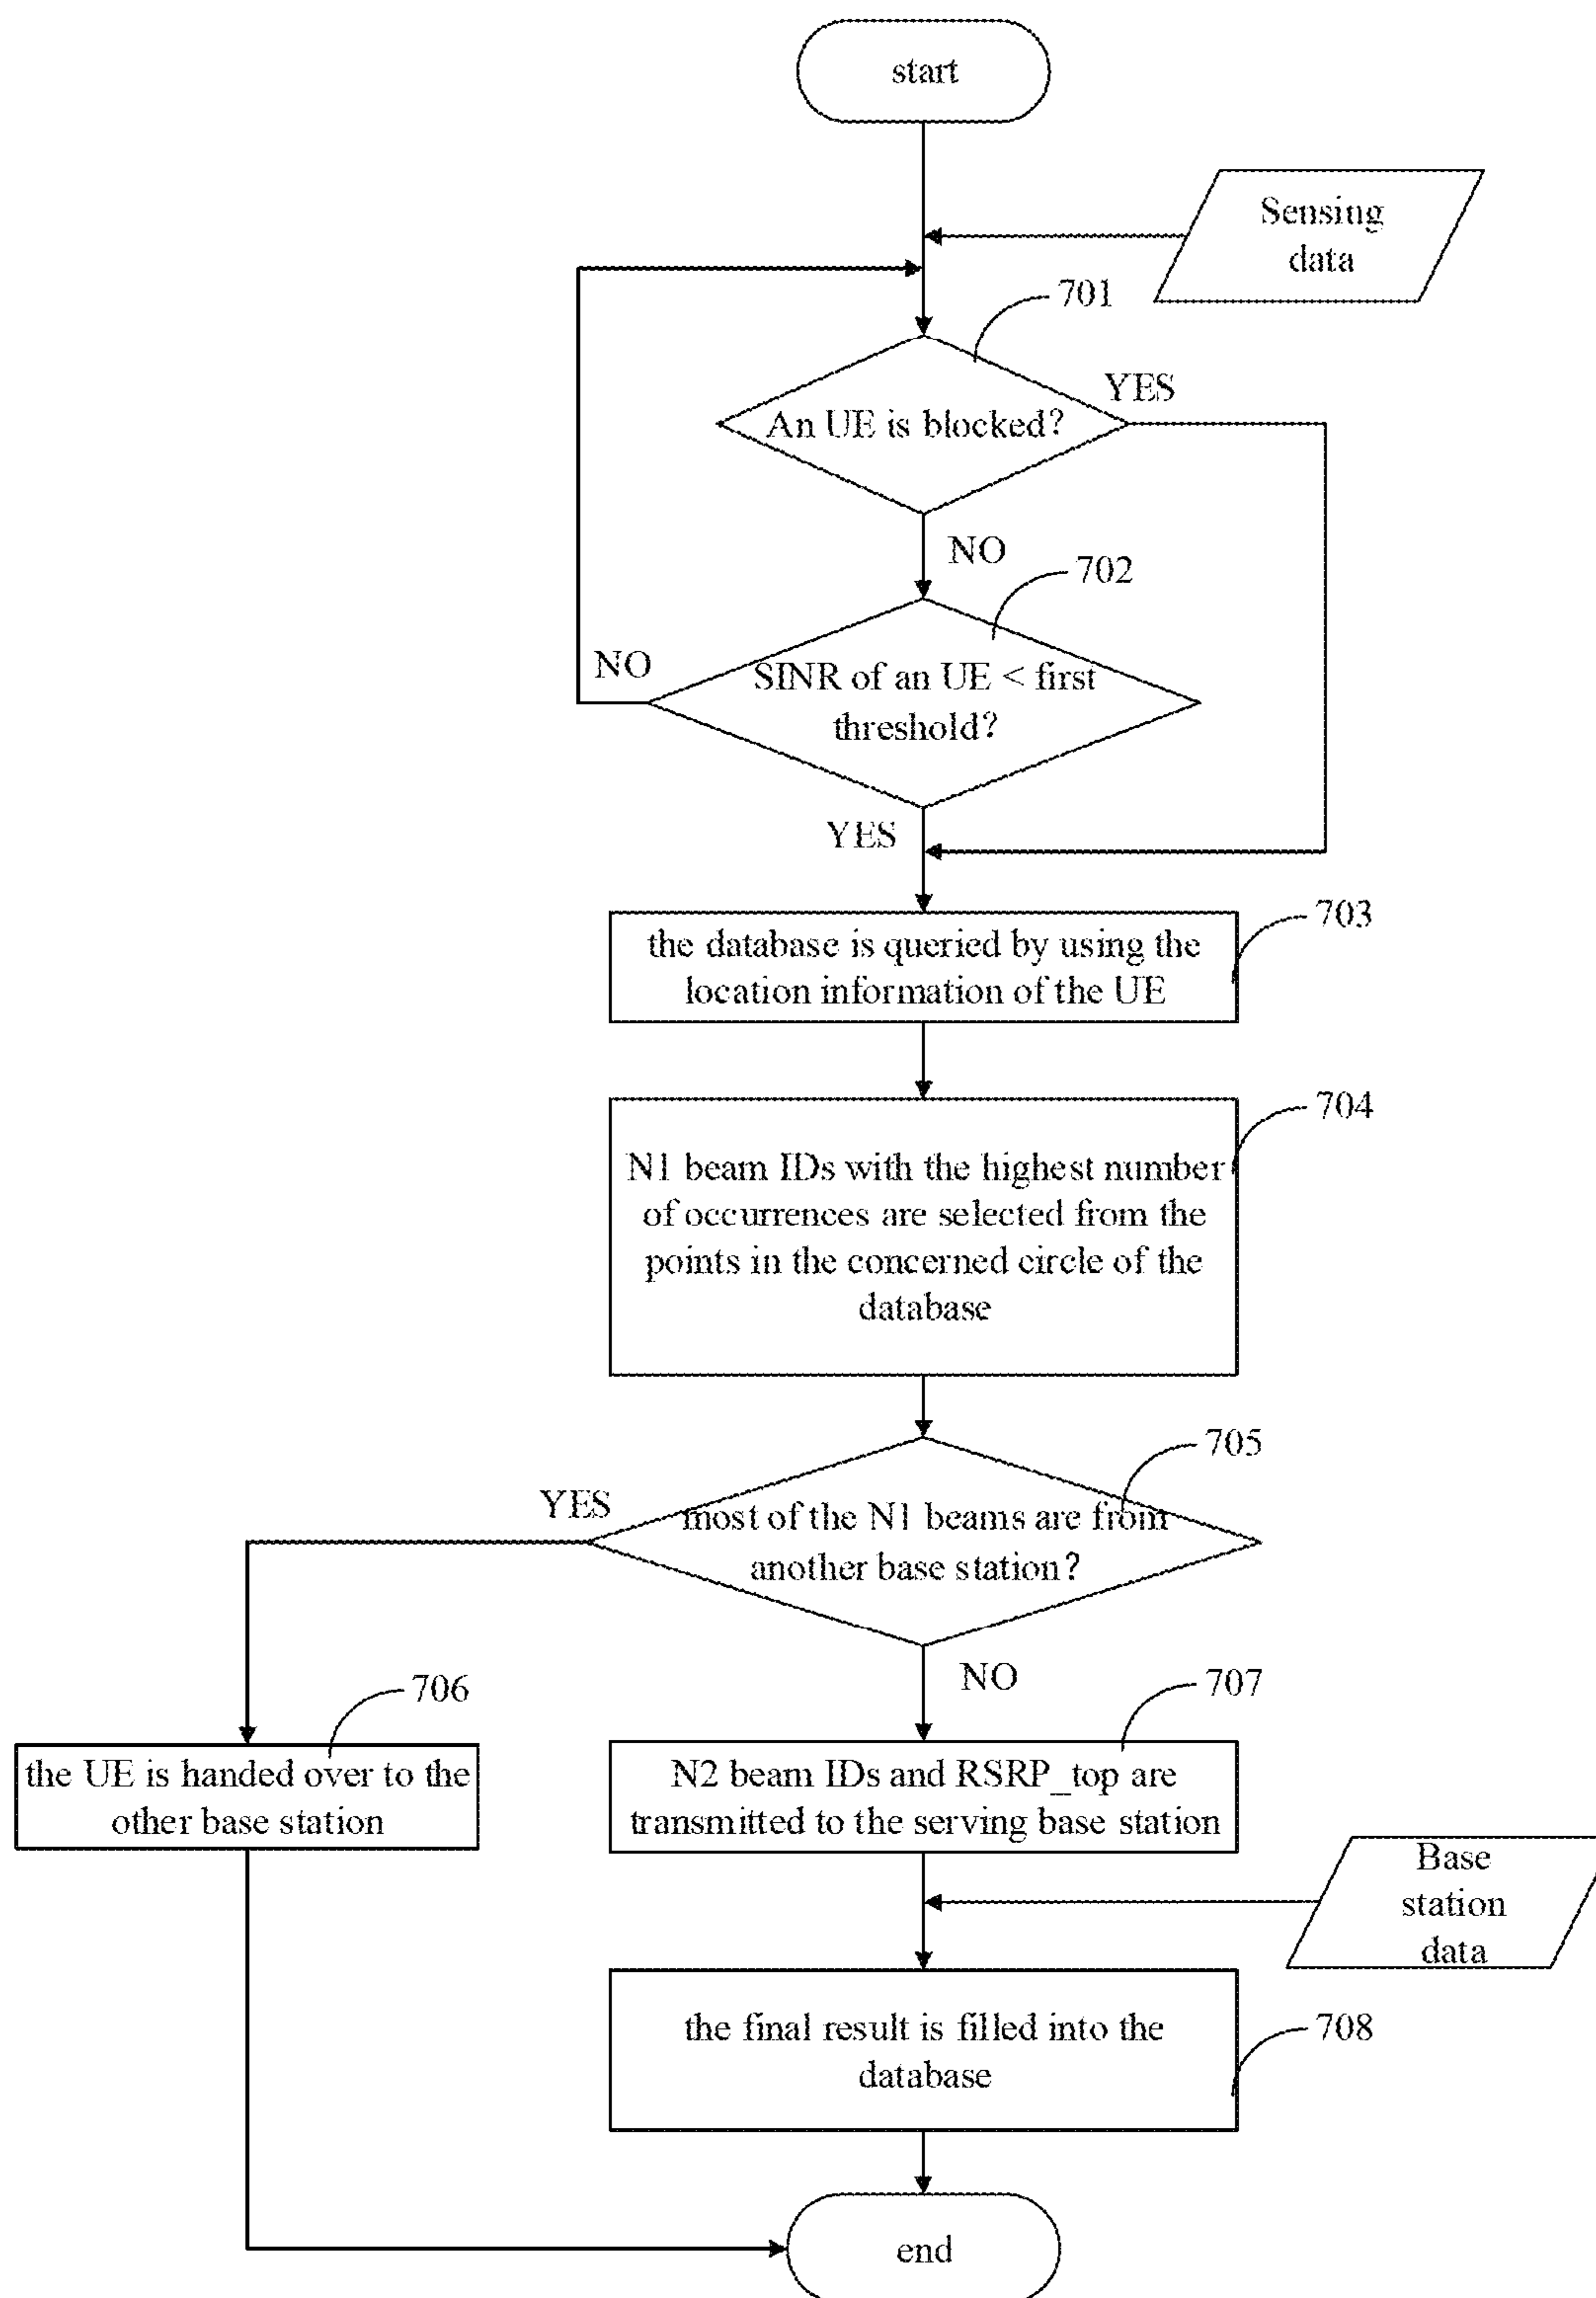 start
Sensing
data
701
An UE is blocked?
YES
NO
702
SINR of an UE < first
threshold?
NO
YES
703
the database is queried by using the
location information of the UE
704
N1 beam IDs with the highest number
of occurrences are selected from the
points in the concerned circle of the
database
705
most of the N1 beams are from
another base station?
YES
NO
706
the UE is handed over to the
other base station
707
N2 beam IDs and RSRP_top are
transmitted to the serving base station
Base
station
data
708
the final result is filled into the
database
end